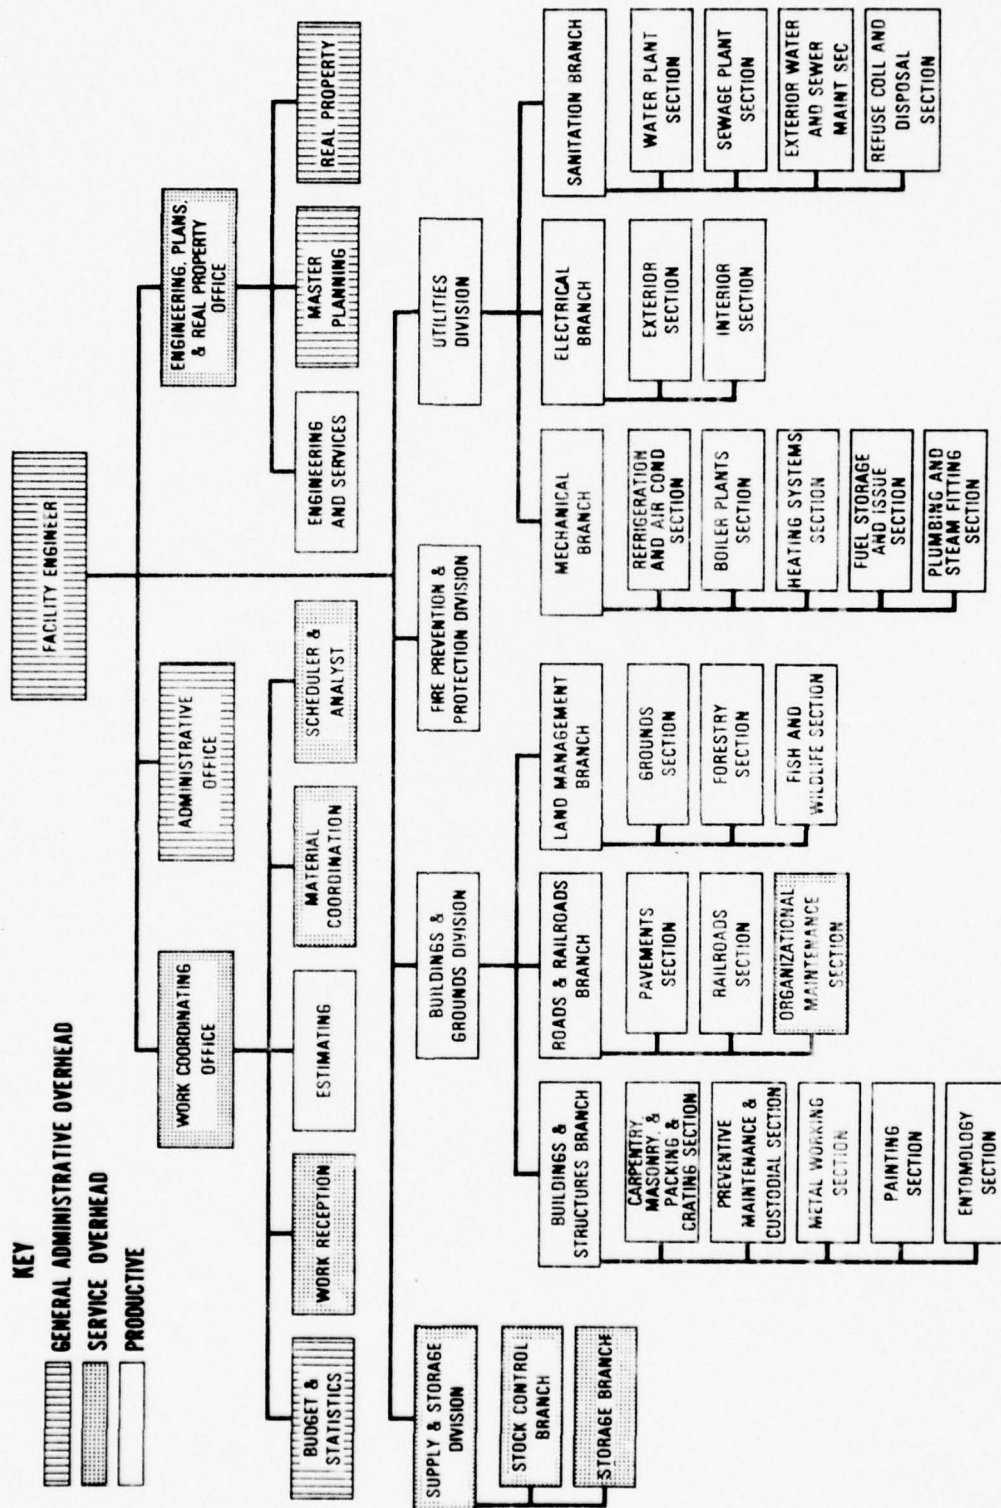 KEY
GENERAL ADMINISTRATIVE OVERHEAD
SERVICE OVERHEAD
PRODUCTIVE
FACILITY ENGINEER
WORK COORDINATING
OFFICE
ADMINISTRATIVE
OFFICE
ENGINEERING, PLANS,
& REAL PROPERTY
OFFICE
BUDGET &
STATISTICS
WORK RECEPTION
ESTIMATING
MATERIAL
COORDINATION
SCHEDULER &
ANALYST
ENGINEERING
AND SERVICES
MASTER
PLANNING
REAL PROPERTY
SUPPLY & STORAGE
DIVISION
BUILDINGS &
GROUNDS DIVISION
FIRE PREVENTION &
PROTECTION DIVISION
UTILITIES
DIVISION
STOCK CONTROL
BRANCH
STORAGE BRANCH
BUILDINGS &
STRUCTURES BRANCH
CARPENTRY,
MASONRY, &
PACKING &
CRATING SECTION
PREVENTIVE
MAINTENANCE &
CUSTODIAL SECTION
METAL WORKING
SECTION
PAINTING
SECTION
ENTOMOLOGY
SECTION
ROADS & RAILROADS
BRANCH
PAVEMENTS
SECTION
RAILROADS
SECTION
ORGANIZATIONAL
MAINTENANCE
SECTION
LAND MANAGEMENT
BRANCH
GROUNDS
SECTION
FORESTRY
SECTION
FISH AND
WILDLIFE SECTION
MECHANICAL
BRANCH
REFRIGERATION
AND AIR COND
SECTION
BOILER PLANTS
SECTION
HEATING SYSTEMS
SECTION
FUEL STORAGE
AND ISSUE
SECTION
PLUMBING AND
STEAM FITTING
SECTION
ELECTRICAL
BRANCH
EXTERIOR
SECTION
INTERIOR
SECTION
SANITATION BRANCH
WATER PLANT
SECTION
SEWAGE PLANT
SECTION
EXTERIOR WATER
AND SEWER
MAINT SEC
REFUSE COLL AND
DISPOSAL
SECTION